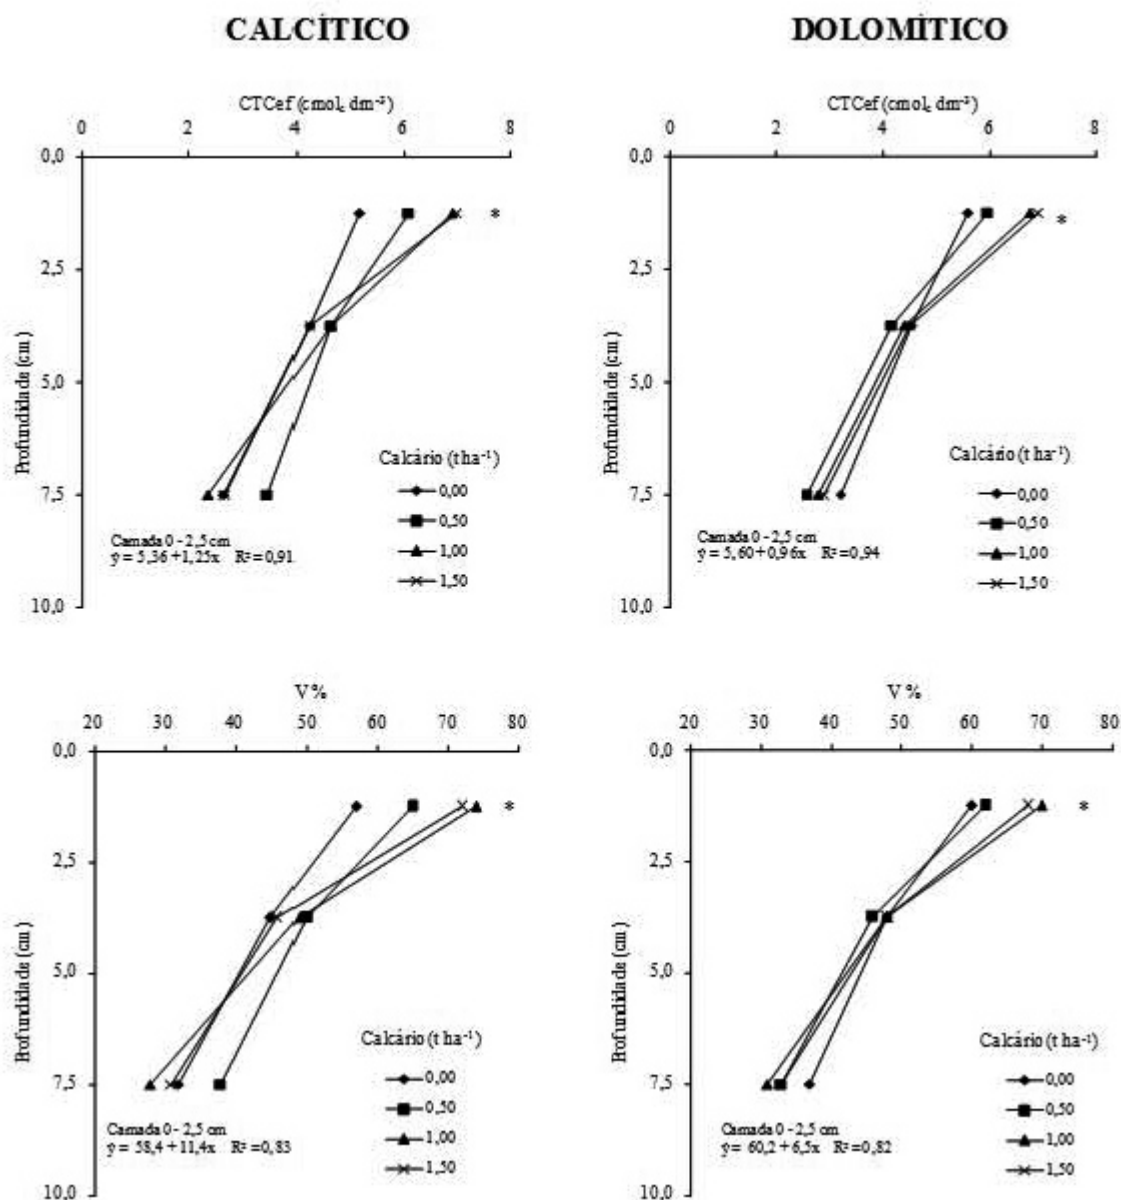 CALCÍTICO
DOLOMÍTICO
CTCef (cmolc dm⁻³)
0 2 4 6 8
0,0
2,5
5,0
7,5
10,0
Profundidade (cm)
*
Calcário (t ha⁻¹)
0,00
0,50
1,00
1,50
Camada 0 - 2,5 cm
ŷ = 5,36 +1,25x R² = 0,91
CTCef (cmolc dm⁻³)
0 2 4 6 8
0,0
2,5
5,0
7,5
10,0
Profundidade (cm)
*
Calcário (t ha⁻¹)
0,00
0,50
1,00
1,50
Camada 0 - 2,5 cm
ŷ = 5,60+0,96x R² = 0,94
V %
20 30 40 50 60 70 80
0,0
2,5
5,0
7,5
10,0
Profundidade (cm)
*
Calcário (t ha⁻¹)
0,00
0,50
1,00
1,50
Camada 0 - 2,5 cm
ŷ = 58,4 + 11,4x R² = 0,83
V %
20 30 40 50 60 70 80
0,0
2,5
5,0
7,5
10,0
Profundidade (cm)
*
Calcário (t ha⁻¹)
0,00
0,50
1,00
1,50
Camada 0 - 2,5 cm
ŷ = 60,2 + 6,5x R² = 0,82